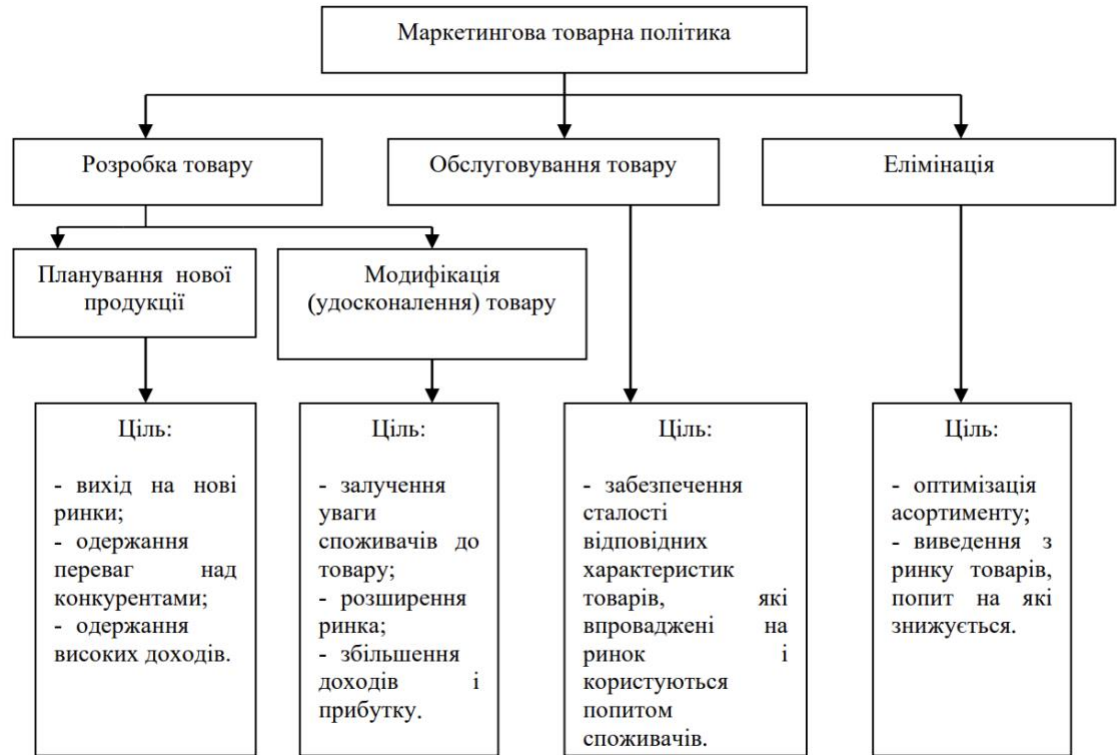 Маркетингова товарна політика
Розробка товару
Обслуговування товару
Елімінація
Планування нової
продукції
Модифікація
(удосконалення) товару
Ціль:
- вихід на нові
ринки;
- одержання
переваг над
конкурентами;
- одержання
високих доходів.
Ціль:
- залучення
уваги
споживачів до
товару;
- розширення
ринка;
- збільшення
доходів і
прибутку.
Ціль:
- забезпечення
сталості
відповідних
характеристик
товарів, які
впроваджені на
ринок і
користуються
попитом
споживачів.
Ціль:
- оптимізація
асортименту;
- виведення з
ринку товарів,
попит на які
знижується.